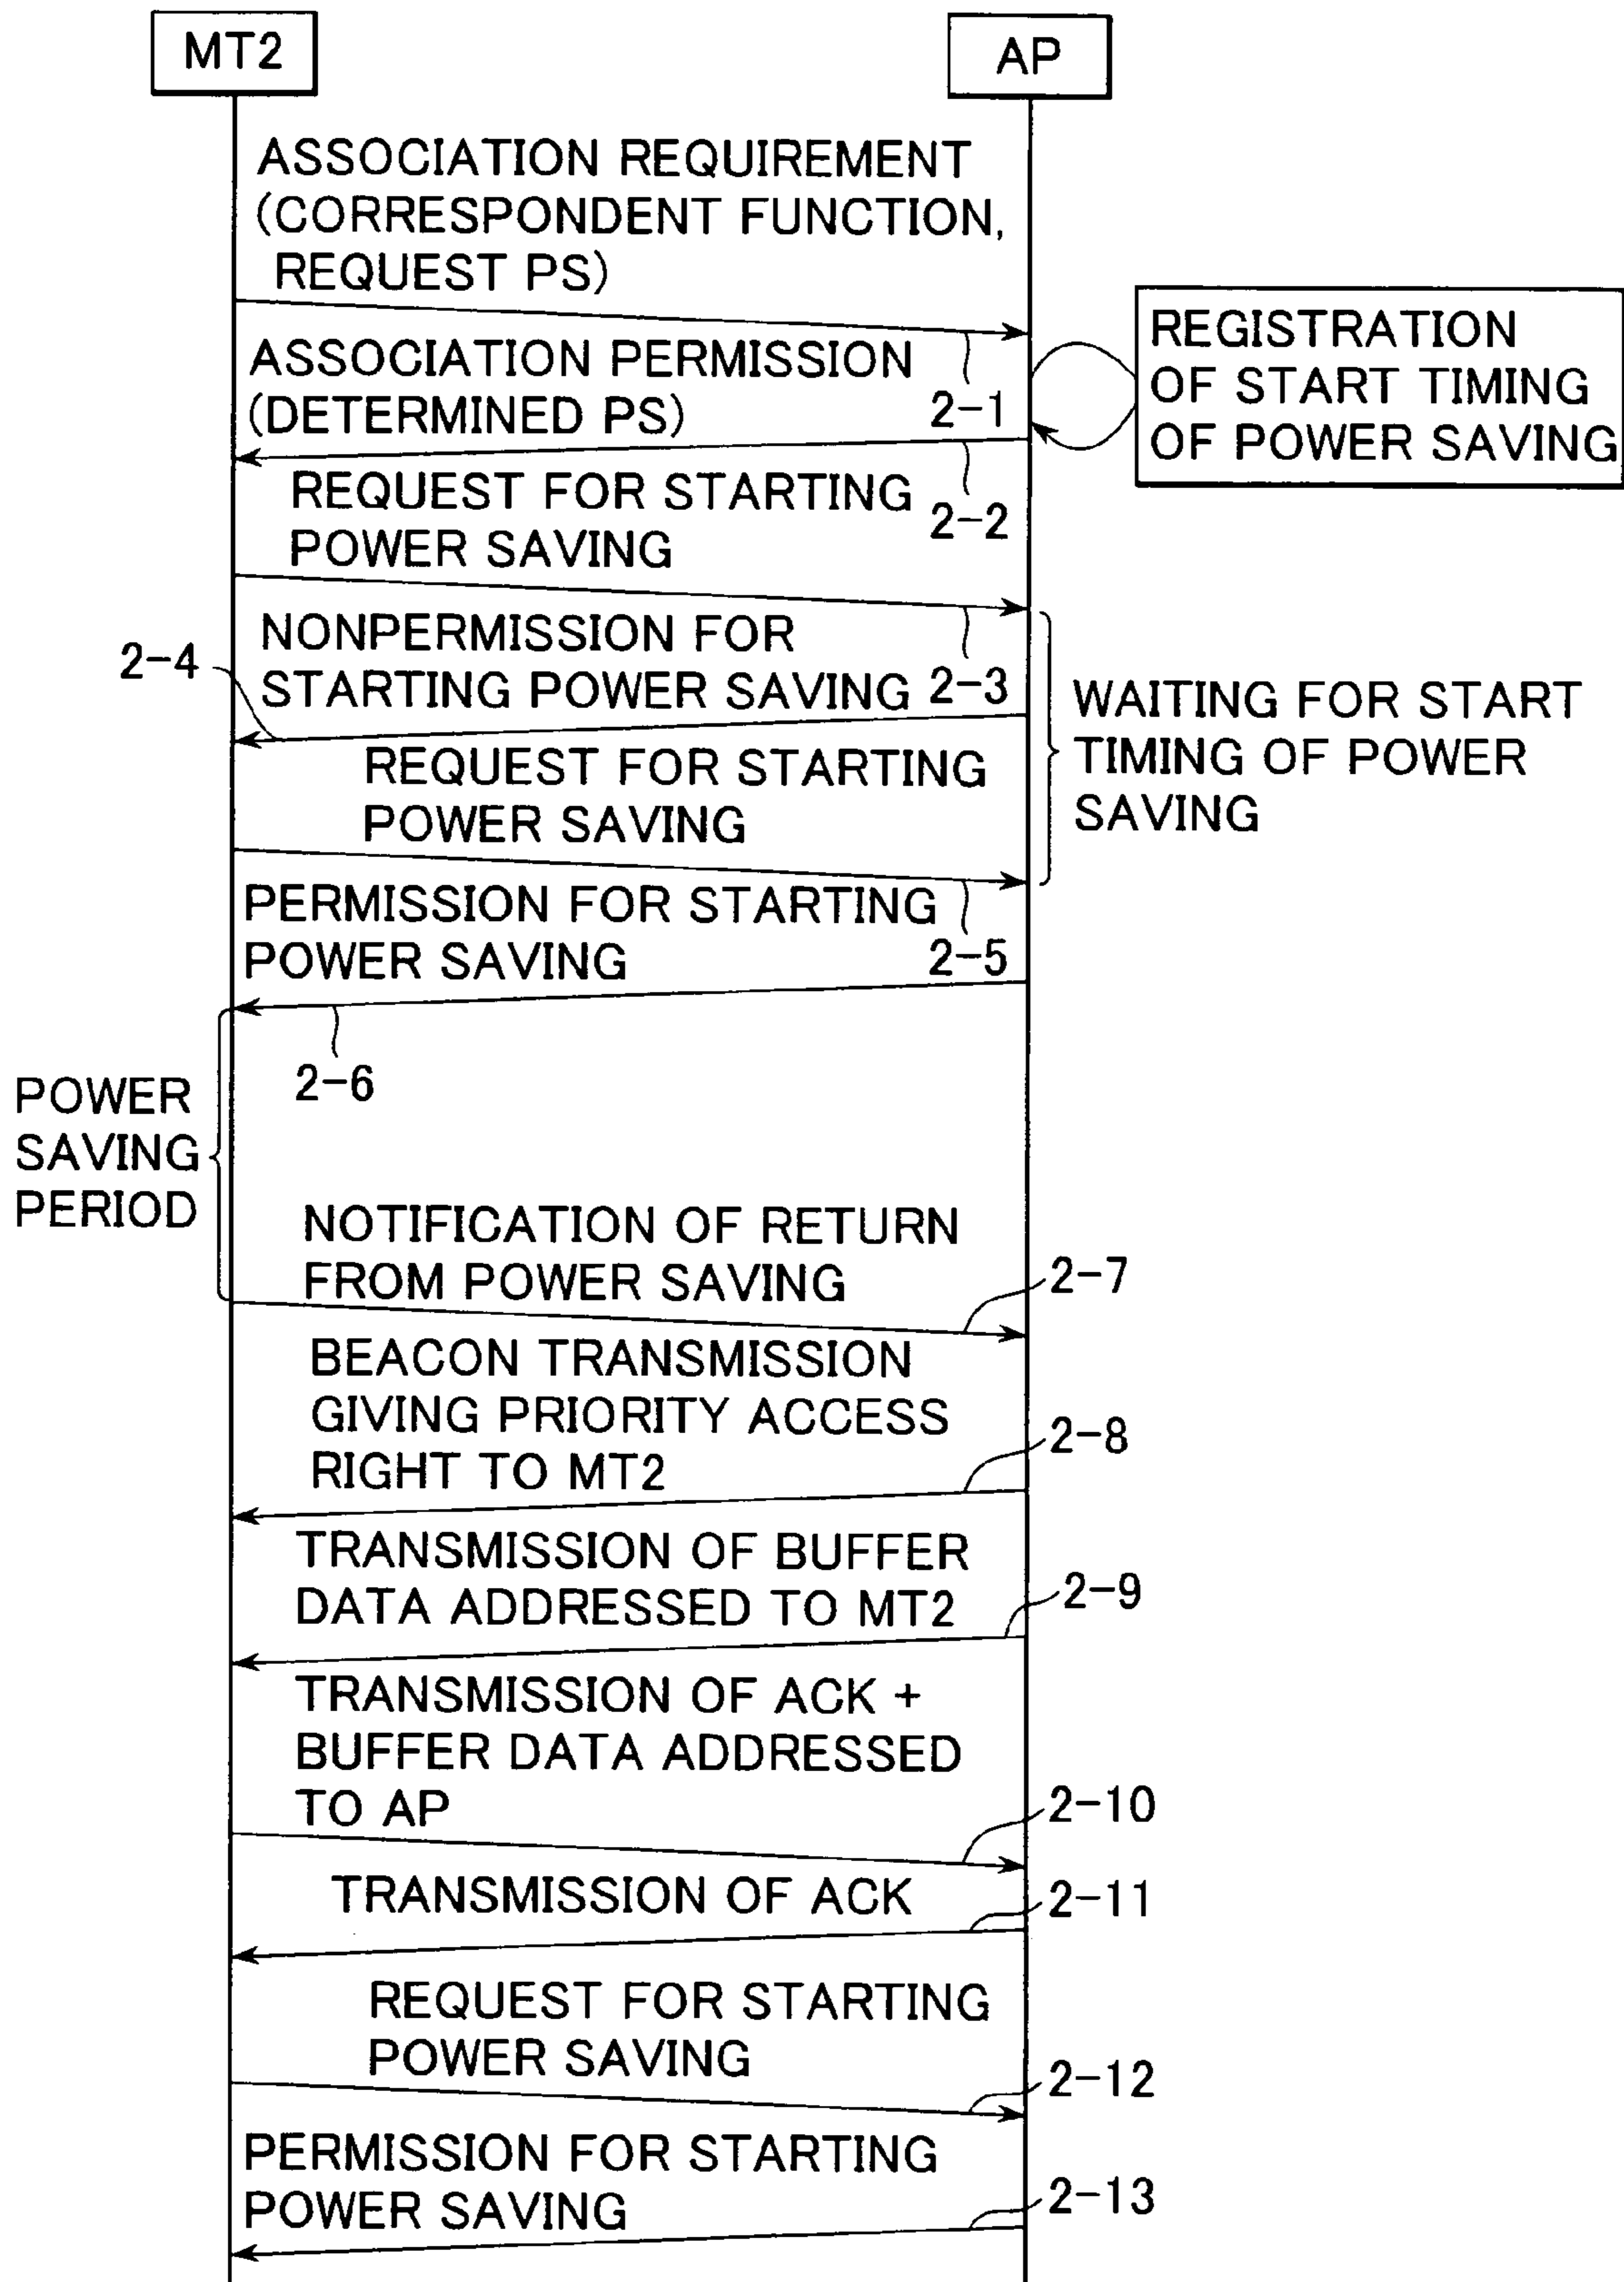 MT2
AP
ASSOCIATION REQUIREMENT
(CORRESPONDENT FUNCTION,
REQUEST PS)
2-1
REGISTRATION
OF START TIMING
OF POWER SAVING
ASSOCIATION PERMISSION
(DETERMINED PS)
2-2
REQUEST FOR STARTING
POWER SAVING
2-3
NONPERMISSION FOR
STARTING POWER SAVING
2-4
WAITING FOR START
TIMING OF POWER
SAVING
REQUEST FOR STARTING
POWER SAVING
2-5
PERMISSION FOR STARTING
POWER SAVING
2-6
POWER
SAVING
PERIOD
NOTIFICATION OF RETURN
FROM POWER SAVING
2-7
BEACON TRANSMISSION
GIVING PRIORITY ACCESS
RIGHT TO MT2
2-8
TRANSMISSION OF BUFFER
DATA ADDRESSED TO MT2
2-9
TRANSMISSION OF ACK +
BUFFER DATA ADDRESSED
TO AP
2-10
TRANSMISSION OF ACK
2-11
REQUEST FOR STARTING
POWER SAVING
2-12
PERMISSION FOR STARTING
POWER SAVING
2-13